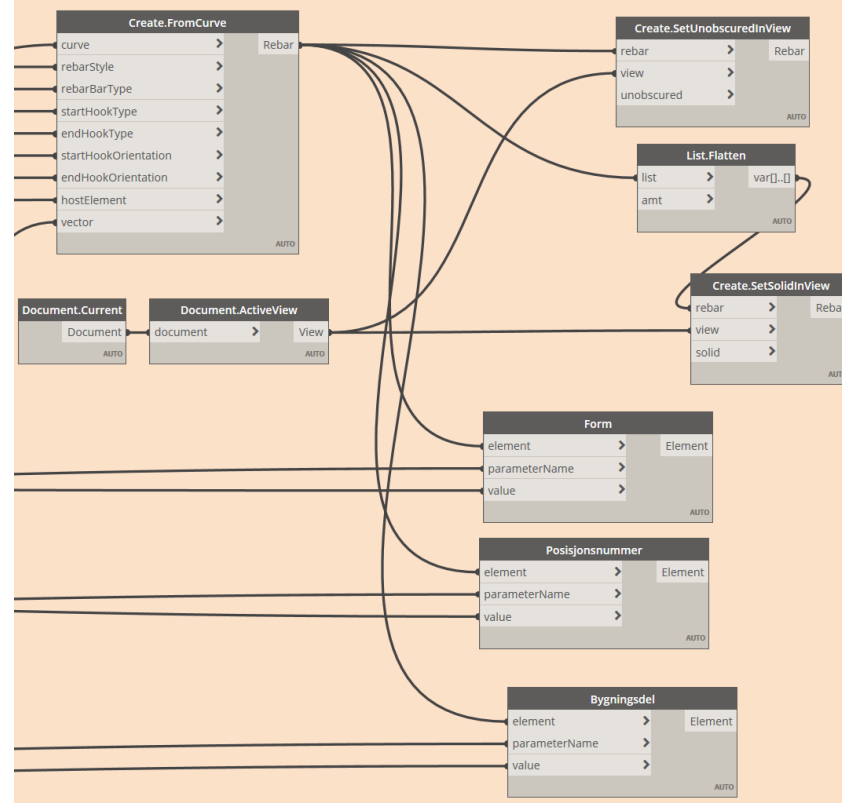 Create.FromCurve
curve > Rebar
rebarStyle >
rebarBarType >
startHookType >
endHookType >
startHookOrientation >
endHookOrientation >
hostElement >
vector >
AUTO
Create.SetUnobscuredInView
rebar > Rebar
view >
unobscured >
AUTO
List.Flatten
list > var[]..[]
amt >
AUTO
Document.Current
Document
AUTO
Document.ActiveView
document > View
AUTO
Create.SetSolidInView
rebar > Reba
view >
solid >
AUT
Form
element > Element
parameterName >
value >
AUTO
Posisjonsnummer
element > Element
parameterName >
value >
AUTO
Bygningsdel
element > Element
parameterName >
value >
AUTO